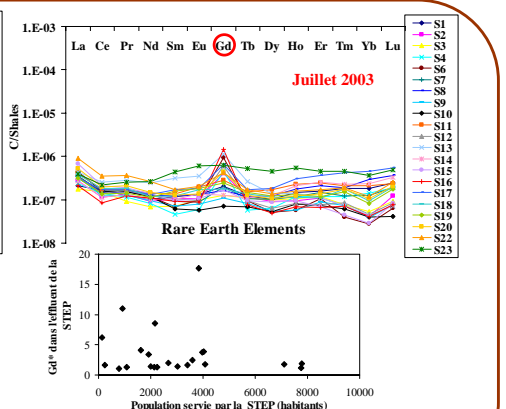 1.E-03
1.E-04
1.E-05
1.E-06
1.E-07
1.E-08
C/Shales
La Ce Pr Nd Sm Eu Gd Tb Dy Ho Er Tm Yb Lu
Juillet 2003
Rare Earth Elements
S1
S2
S3
S4
S6
S7
S8
S9
S10
S11
S12
S13
S14
S15
S16
S17
S18
S19
S20
S22
S23
Gd* dans l'effluent de la
STEP
20
15
10
5
0
0 2000 4000 6000 8000 10000
Population servie par la STEP (habitants)